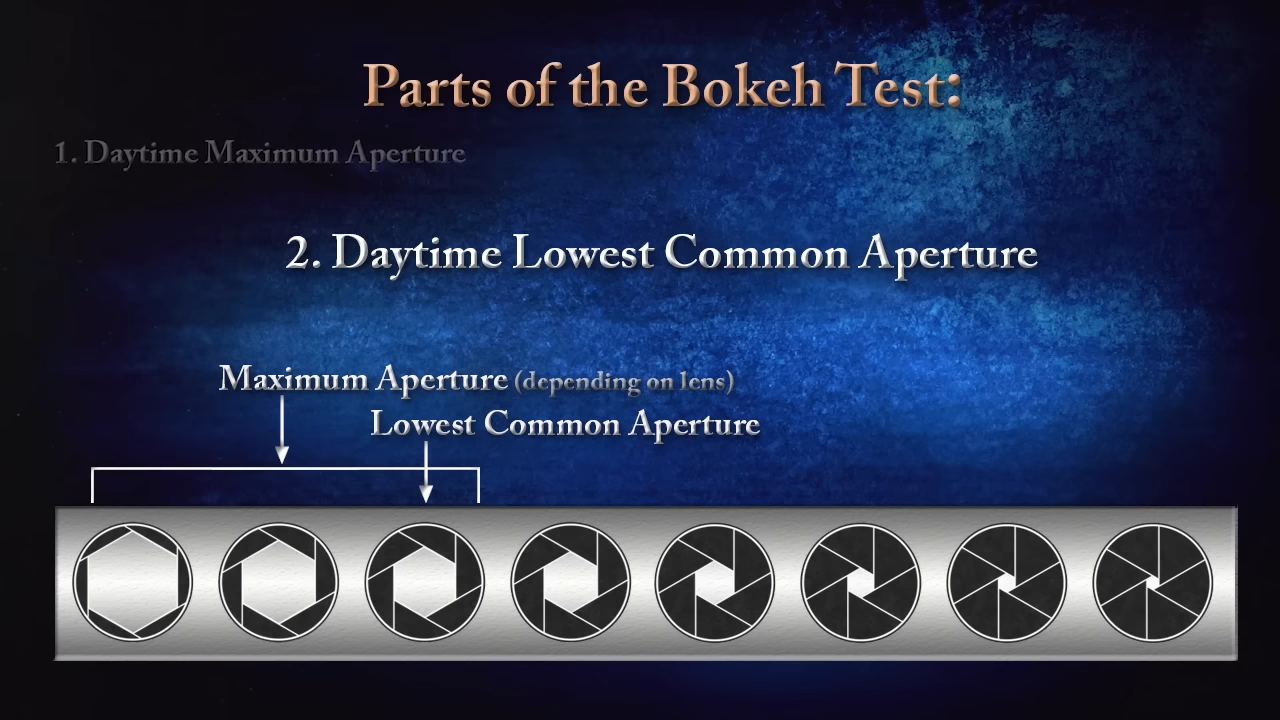 Parts of the Bokeh Test:
1. Daytime Maximum Aperture
2. Daytime Lowest Common Aperture
Maximum Aperture (depending on lens)
Lowest Common Aperture